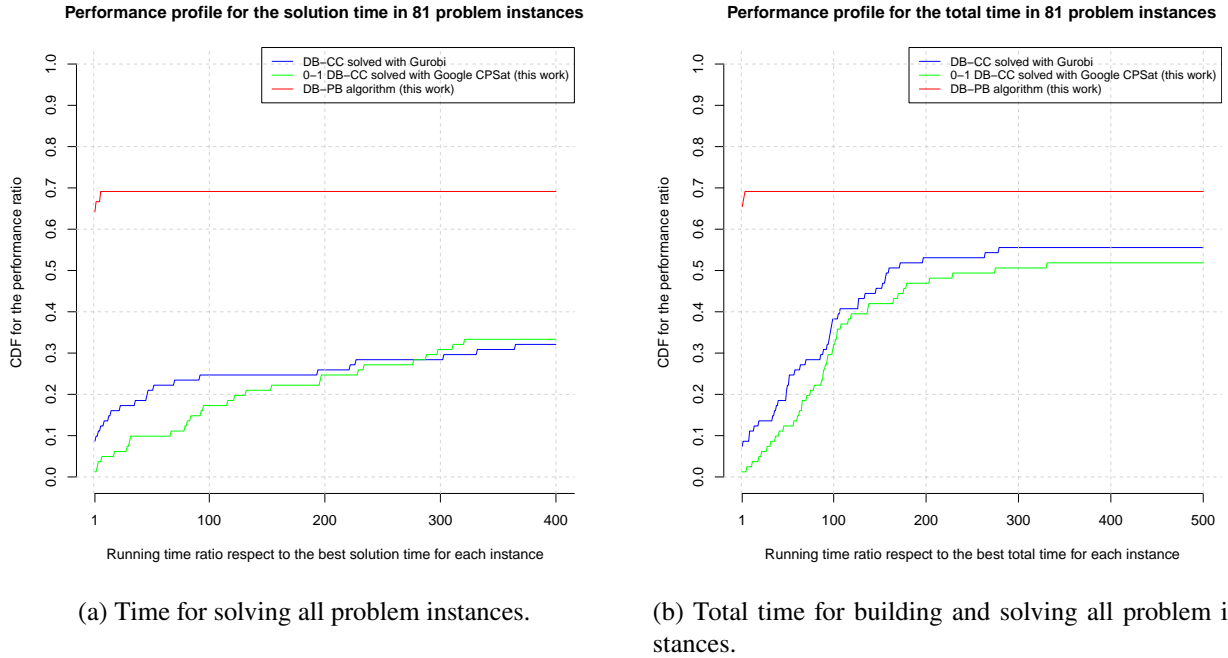 Performance profile for the solution time in 81 problem instances
CDF for the performance ratio
1.0
0.9
0.8
0.7
0.6
0.5
0.4
0.3
0.2
0.1
0.0
DB−CC solved with Gurobi
0−1 DB−CC solved with Google CPSat (this work)
DB−PB algorithm (this work)
1 100 200 300 400
Running time ratio respect to the best solution time for each instance
(a) Time for solving all problem instances.
Performance profile for the total time in 81 problem instances
CDF for the performance ratio
1.0
0.9
0.8
0.7
0.6
0.5
0.4
0.3
0.2
0.1
0.0
DB−CC solved with Gurobi
0−1 DB−CC solved with Google CPSat (this work)
DB−PB algorithm (this work)
1 100 200 300 400 500
Running time ratio respect to the best total time for each instance
(b) Total time for building and solving all problem i
stances.